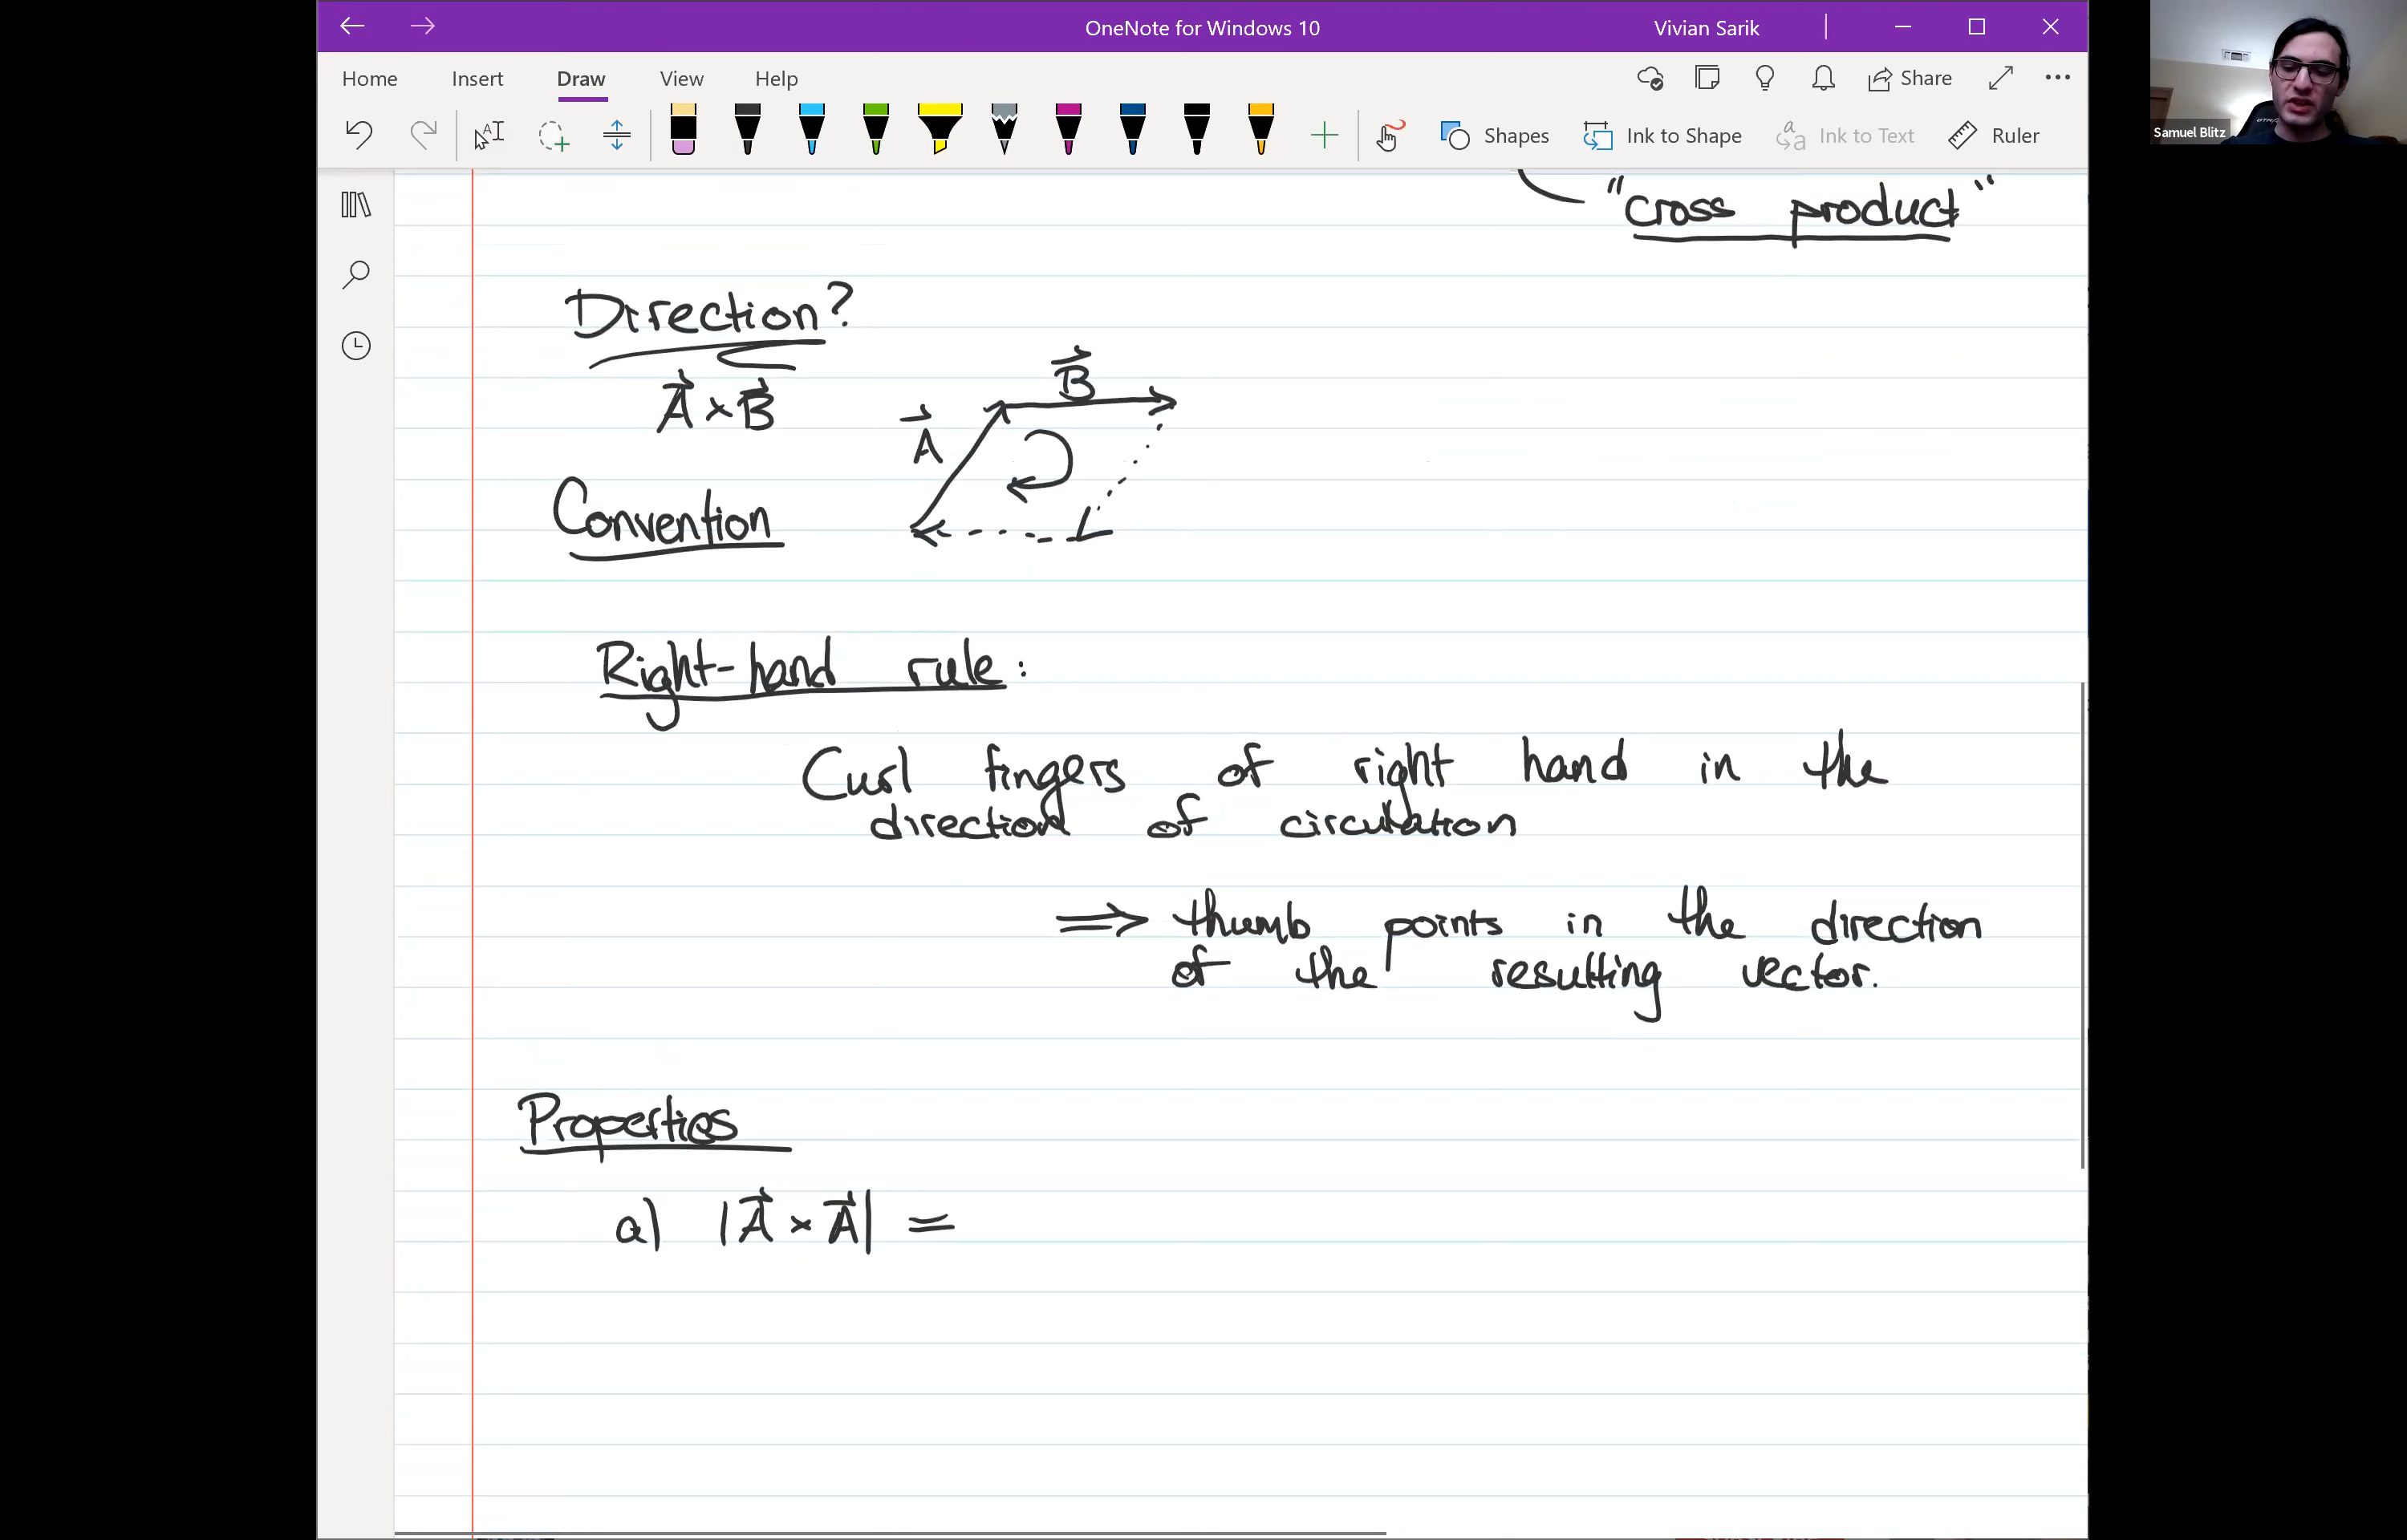 OneNote for Windows 10
Vivian Sarik
Home Insert Draw View Help
Share
Shapes
Ink to Shape
Ink to Text
Ruler
Samuel Blitz
"cross product"
Direction?
A⃗ × B⃗
A⃗
B⃗
Convention
Right-hand rule:
Curl fingers of right hand in the
direction of circulation
⟹ thumb points in the direction
of the resulting vector.
Properties
a) |A⃗ × A⃗| =